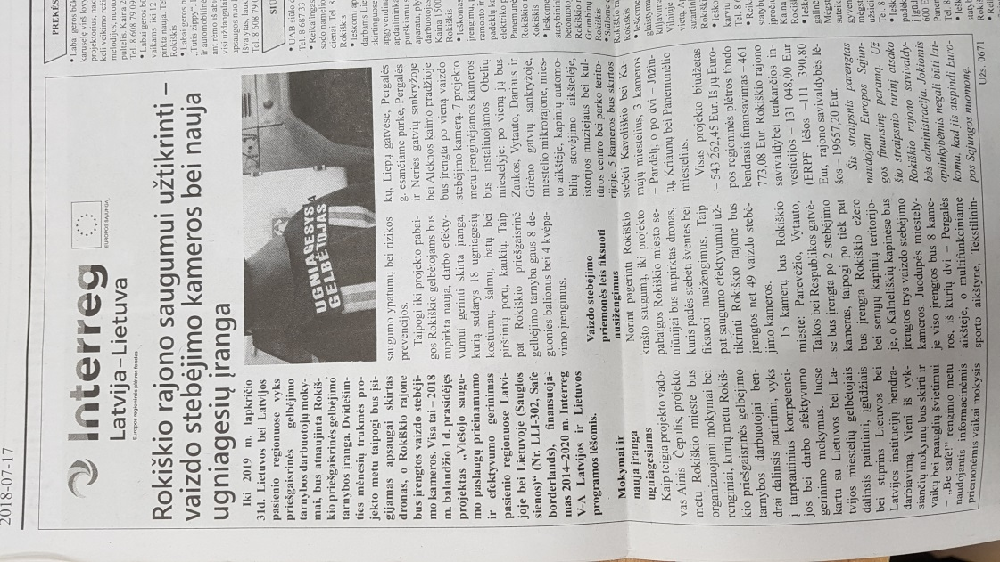 2018-07-17
Interreg
Latvija–Lietuva
Europos regioninės plėtros fondas
EUROPOS SĄJUNGA
Rokiškio rajono saugumui užtikrinti –
vaizdo stebėjimo kameros bei nauja
ugniagesių įranga
UGNIAGESYS
GELBĖTOJAS
Iki 2019 m. lapkričio
31d. Lietuvos bei Latvijos
pasienio regionuose vyks
priešgaisrinės gelbėjimo
tarnybos darbuotojų moky-
mai, bus atnaujinta Rokiš-
kio priešgaisrinės gelbėjimo
tarnybos įranga. Dvidešim-
ties mėnesių trukmės pro-
jekto metu taipogi bus įsi-
gijamas apsaugai skirtas
dronas, o Rokiškio rajone
bus įrengtos vaizdo stebėji-
mo kameros. Visa tai – 2018
m. balandžio 1 d. prasidėjęs
projektas „Viešojo saugu-
mo paslaugų prieinamumo
ir efektyvumo gerinimas
pasienio regionuose Latvi-
joje bei Lietuvoje (Saugios
sienos)“ (Nr. LLI-302, Safe
borderlands), finansuoja-
mas 2014–2020 m. Interreg
V-A Latvijos ir Lietuvos
programos lėšomis.
Mokymai ir
nauja įranga
ugniagesiams
Kaip teigia projekto vado-
vas Ainis Čepulis, projekto
metu Rokiškio mieste bus
organizuojami mokymai bei
renginiai, kurių metu Rokiš-
kio priešgaisrinės gelbėjimo
tarnybos darbuotojai ben-
drai dalinsis patirtimi, vyks
į tarptautinius kompetenci-
jos bei darbo efektyvumo
gerinimo mokymus. Juose
kartu su Lietuvos bei La-
tvijos miestelių gelbėtojais
dalinsis patirtimi, įgūdžiais
bei stiprins Lietuvos bei
Latvijos institucijų bendra-
darbiavimą. Vieni iš vyk-
siančių mokymų bus skirti ir
vaikų bei paauglių švietimui
– „Be safe!“ renginio metu
naudojantis informacinėmis
priemonėmis vaikai mokysis
saugumo ypatumų bei rizikos
prevencijos.
Taipogi iki projekto pabai-
gos Rokiškio gelbėtojams bus
nupirkta nauja, darbo efekty-
vumui gerinti skirta įranga,
kurią sudarys 18 ugniagesių
kostiumų, šalmų, batų bei
pirštinių porų, kaukių. Taip
pat Rokiškio priešgaisrinė
gelbėjimo tarnyba gaus 8 de-
guonies balionus bei 4 kvėpa-
vimo įrenginius.
Vaizdo stebėjimo
priemonės leis fiksuoti
nusižengimus
Norint pagerinti Rokiškio
krašto saugumą, iki projekto
pabaigos Rokiškio miesto se-
niūnijai bus nupirktas dronas,
kuris padės stebėti šventes bei
fiksuoti nusižengimus. Taip
pat saugumo efektyvumui už-
tikrinti Rokiškio rajone bus
įrengtos net 49 vaizdo stebė-
jimo kameros.
15 kamerų bus Rokiškio
mieste: Panevėžio, Vytauto,
Taikos bei Respublikos gatvė-
se bus įrengta po 2 stebėjimo
kameras, taipogi po tiek pat
bus įrengta Rokiškio ežero
bei senųjų kapinių teritorijo-
je, o Kalneliškių kapinėse bus
įrengtos trys vaizdo stebėjimo
kameros. Juodupės miestely-
je viso įrengtos bus 8 kame-
ros, iš kurių dvi – Pergalės
aikštėje, o multifunkciniame
sporto aikštyne, Tekstilinin-
kų, Liepų gatvėse, Pergalės
g. esančiame parke, Pergalės
ir Neries gatvių sankryžoje
bus įrengta po vieną vaizdo
stebėjimo kamerą. 7 projekto
metu įrenginėjamos kameros
bus instaliuojamos Obelių
miestelyje: po vieną jų bus
Zaukos, Vytauto, Dariaus ir
Girėno gatvių sankryžoje,
miestelio mikrorajone, mies-
to aikštėje, kapinių automo-
bilių stovėjimo aikštelėje,
istorijos muziejaus bei kul-
tūros centro bei parko terito-
rijoje. 5 kameros bus skirtos
stebėti Kavoliškio bei Ka-
majų miestelius, 3 kameros
– Pandėlį, o po dvi – Jūžin-
tų, Kriaunų bei Panemunėlio
miestelius.
Visas projekto biudžetas
– 543 262,45 Eur. Iš jų Euro-
pos regioninės plėtros fondo
bendrasis finansavimas – 461
773,08 Eur. Rokiškio rajono
savivaldybei tenkančios in-
vesticijos – 131 048,00 Eur
(ERPF lėšos –111 390,80
Eur, rajono savivaldybės lė-
šos – 19657,20 Eur.
Šis straipsnis parengtas
naudojant Europos Sąjun-
gos finansinę paramą. Už
šio straipsnio turinį atsako
Rokiškio rajono savivaldy-
bės administracija. Jokiomis
aplinkybėmis negali būti lai-
koma, kad jis atspindi Euro-
pos Sąjungos nuomonę.
Užs. 0671